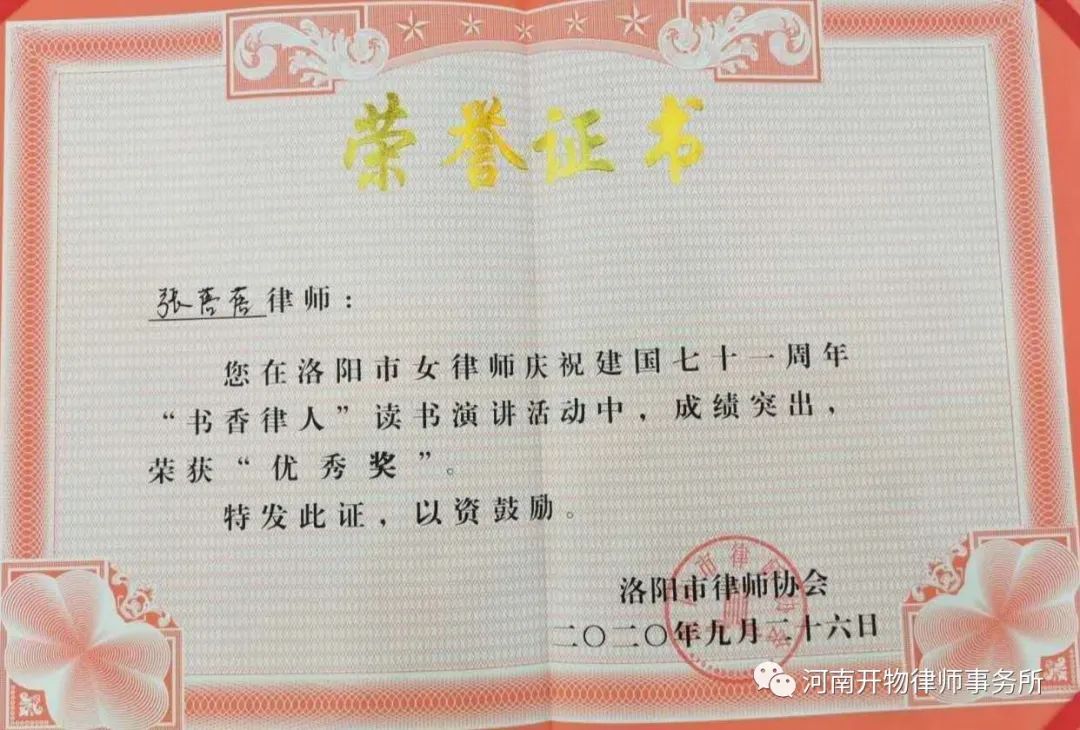 荣誉证书
张蓓蓓律师：
您在洛阳市女律师庆祝建国七十一周年
“书香律人”读书演讲活动中，成绩突出，
荣获“优秀奖”。
特发此证，以资鼓励。
洛阳市律师协会
二〇二〇年九月二十六日
河南开物律师事务所